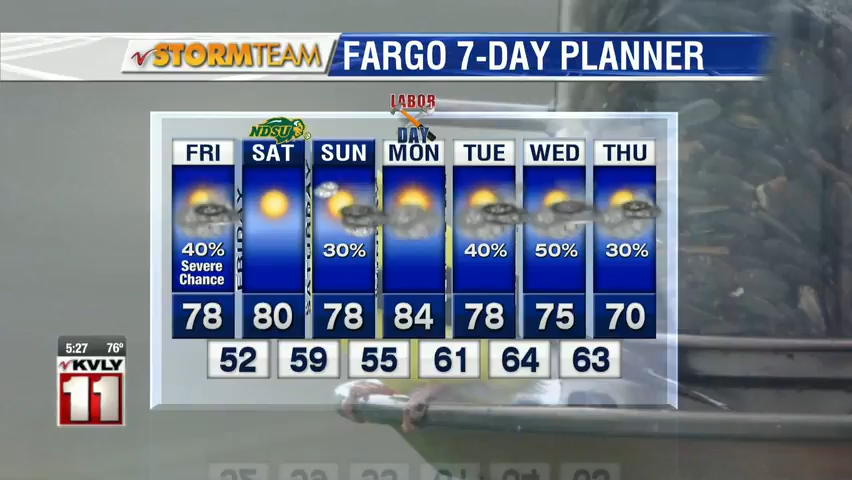 STORMTEAM FARGO 7-DAY PLANNER
NDSU LABOR DAY
FRI SAT SUN MON TUE WED THU
FRIDAY SATURDAY
40% 30% 40% 50% 30%
Severe
Chance
78 80 78 84 78 75 70
52 59 55 61 64 63
5:27 76°
KVLY
11